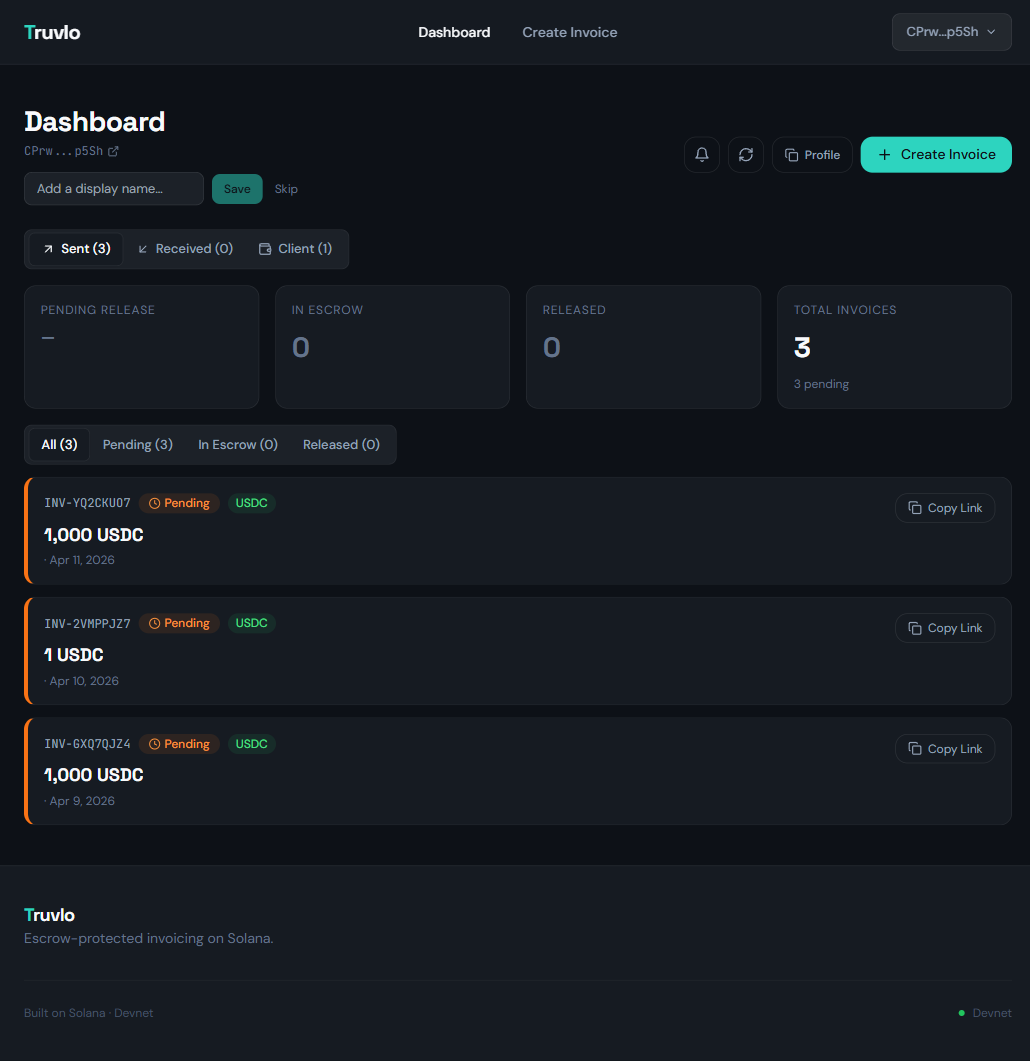 Truvlo
Dashboard
Create Invoice
CPrw...p5Sh
Dashboard
CPrw...p5Sh
Add a display name...
Save
Skip
Profile
+ Create Invoice
Sent (3)
Received (0)
Client (1)
PENDING RELEASE
—
IN ESCROW
0
RELEASED
0
TOTAL INVOICES
3
3 pending
All (3)
Pending (3)
In Escrow (0)
Released (0)
INV-YQ2CKUO7 Pending USDC
Copy Link
1,000 USDC
· Apr 11, 2026
INV-2VMPPJZ7 Pending USDC
Copy Link
1 USDC
· Apr 10, 2026
INV-GXQ7QJZ4 Pending USDC
Copy Link
1,000 USDC
· Apr 9, 2026
Truvlo
Escrow-protected invoicing on Solana.
Built on Solana · Devnet
Devnet